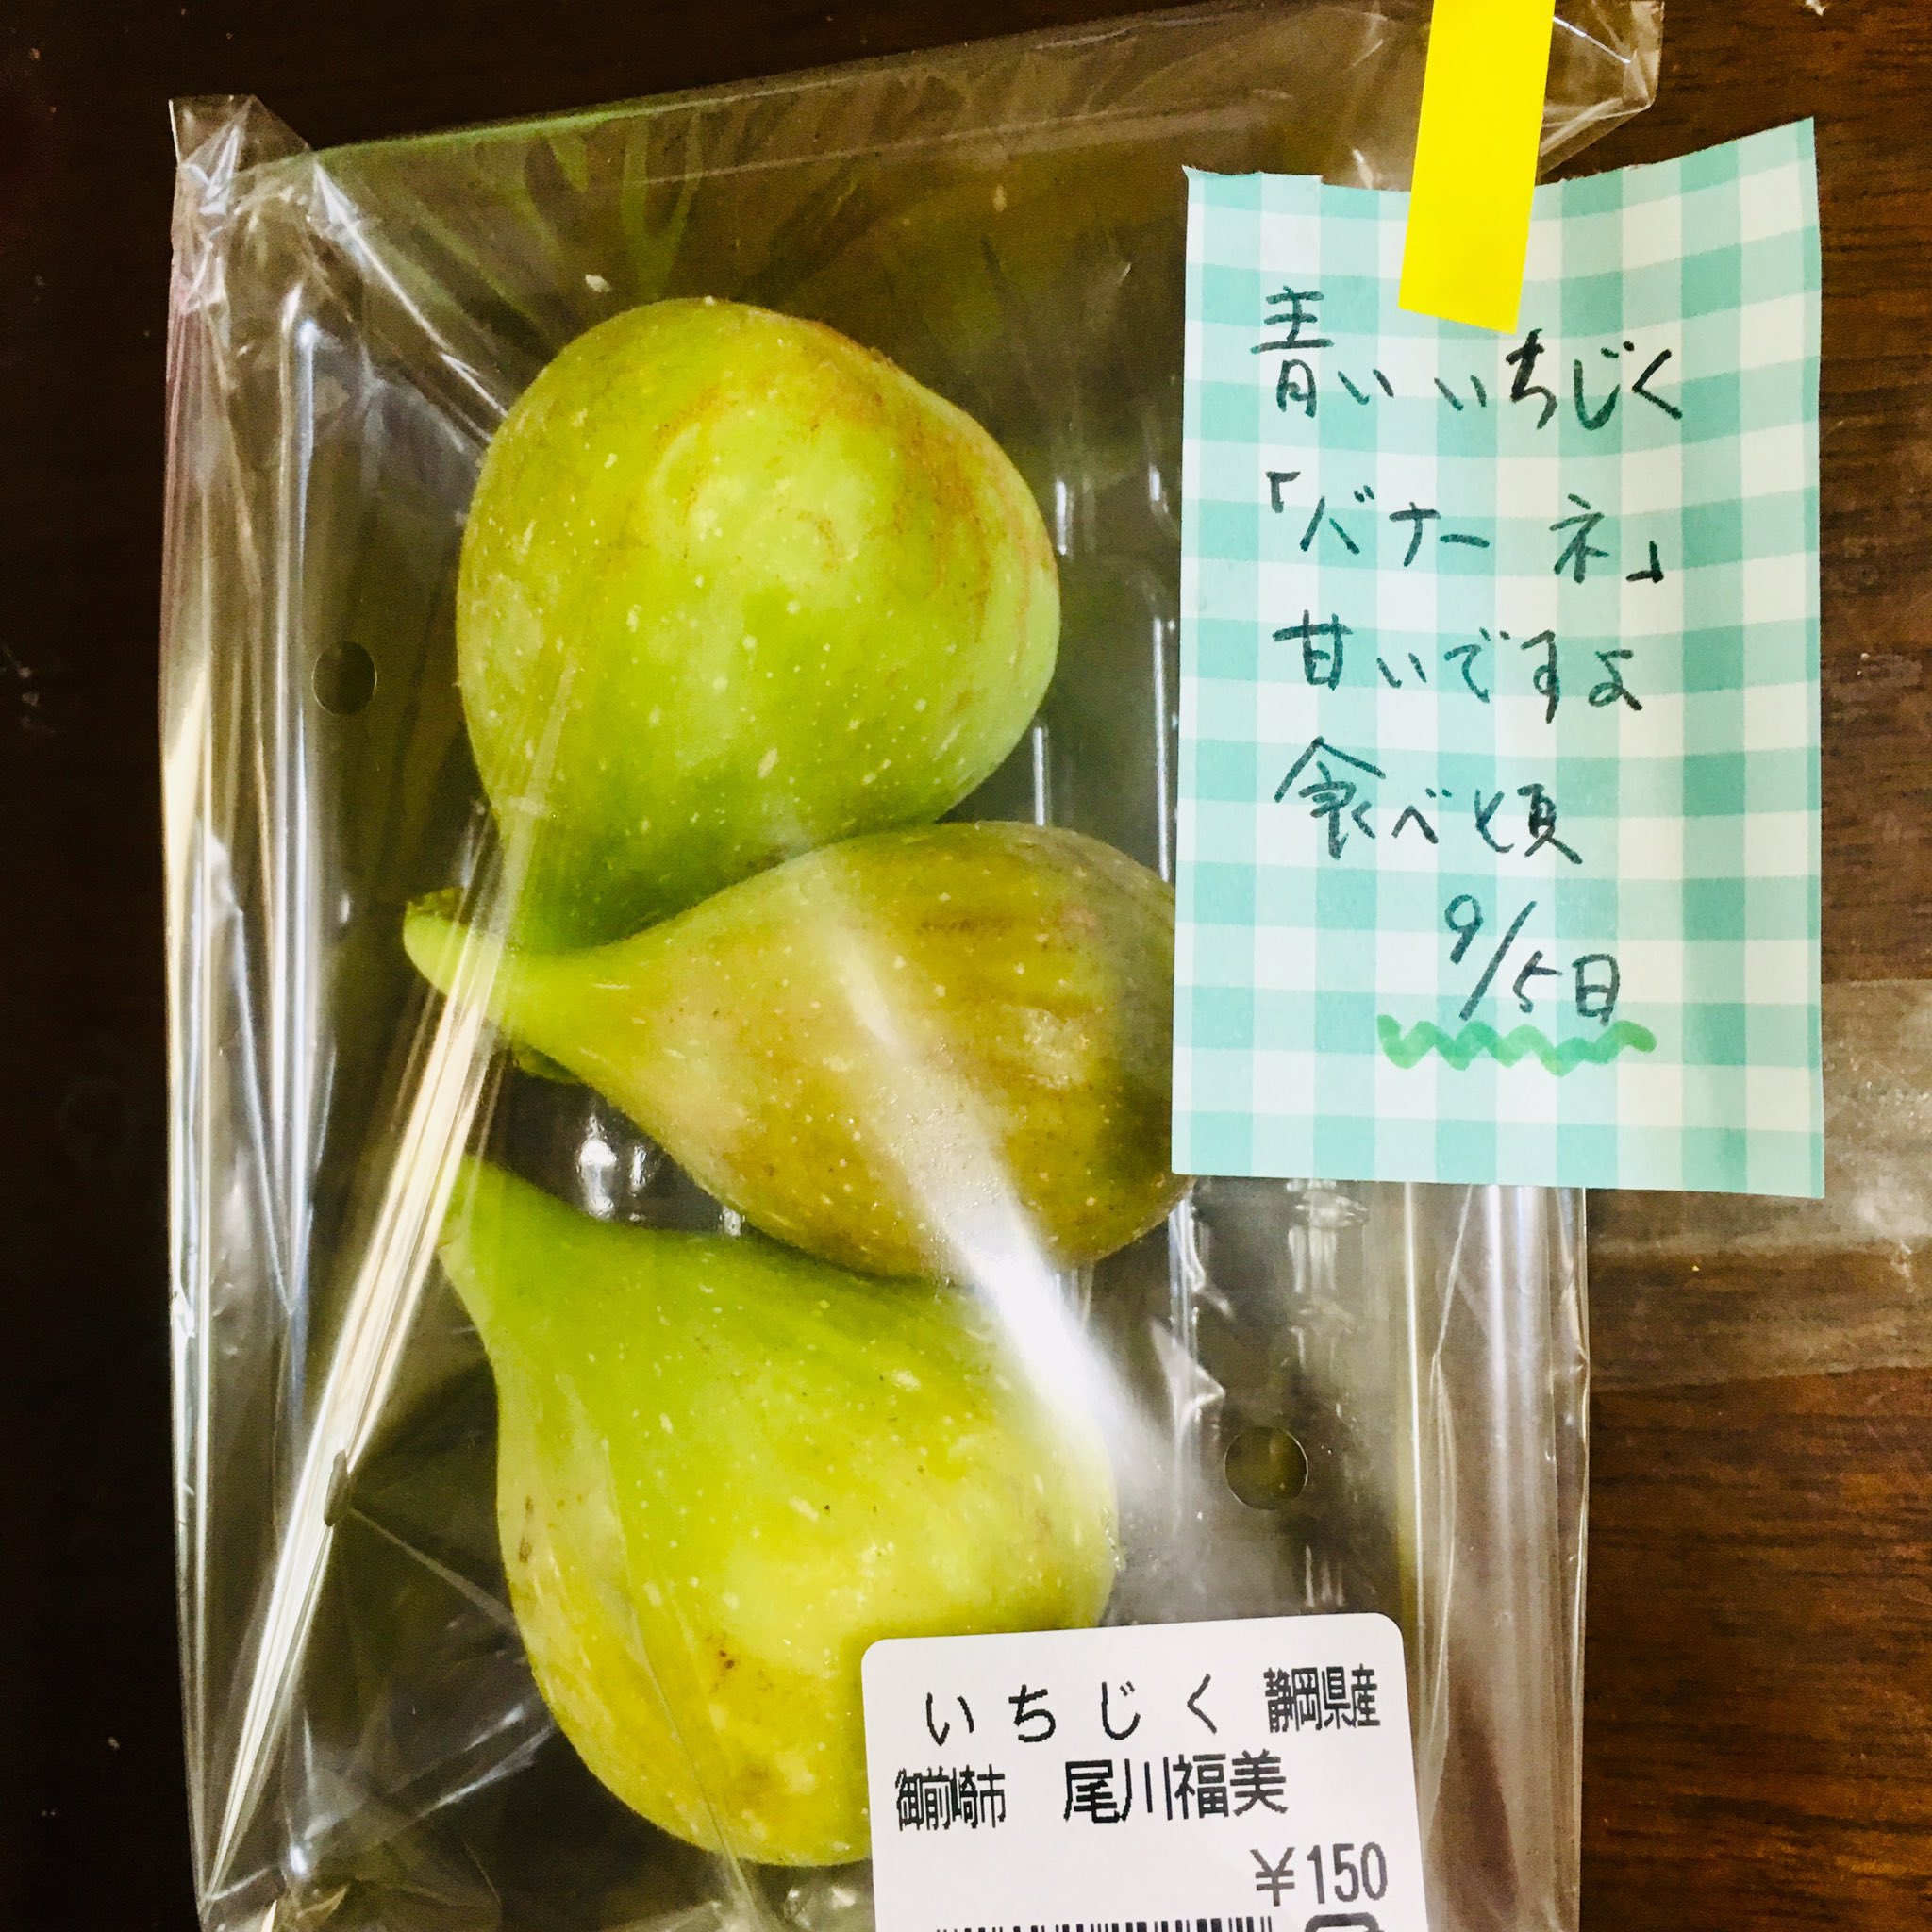 青いいちじく
「バナーネ」
甘いですよ
食べ頃
9/5日
いちじく 静岡県産
御前崎市 尾川福美
¥150